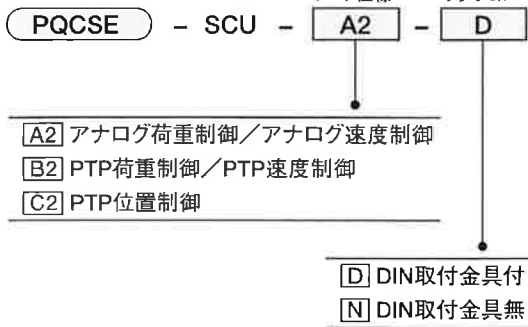 PQCSE - SCU - A2 - D
A2 アナログ荷重制御／アナログ速度制御
B2 PTP荷重制御／PTP速度制御
C2 PTP位置制御
D DIN取付金具付
N DIN取付金具無